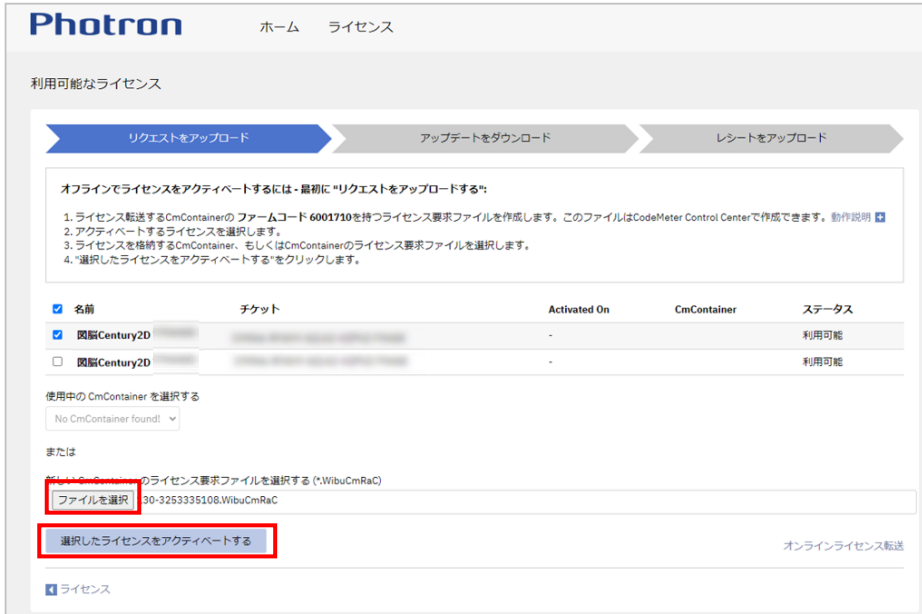 Photron ホーム ライセンス
利用可能なライセンス
リクエストをアップロード アップデートをダウンロード レシートをアップロード
オフラインでライセンスをアクティベートするには - 最初に "リクエストをアップロードする":
1. ライセンス転送するCmContainerの ファームコード 6001710を持つライセンス要求ファイルを作成します。このファイルはCodeMeter Control Centerで作成できます。動作説明
2. アクティベートするライセンスを選択します。
3. ライセンスを格納するCmContainer、もしくはCmContainerのライセンス要求ファイルを選択します。
4. "選択したライセンスをアクティベートする"をクリックします。
名前 チケット Activated On CmContainer ステータス
図脳Century2D - 利用可能
図脳Century2D - 利用可能
使用中の CmContainer を選択する
No CmContainer found!
または
新しい CmContainer のライセンス要求ファイルを選択する (*.WibuCmRaC)
ファイルを選択 130-3253335108.WibuCmRaC
選択したライセンスをアクティベートする
オンラインライセンス転送
ライセンス